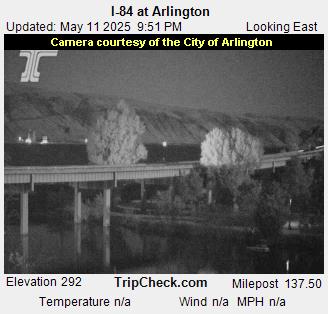 I-84 at Arlington
Updated: May 11 2025 9:51 PM Looking East
Camera courtesy of the City of Arlington
Elevation 292 TripCheck.com Milepost 137.50
Temperature n/a Wind n/a MPH n/a